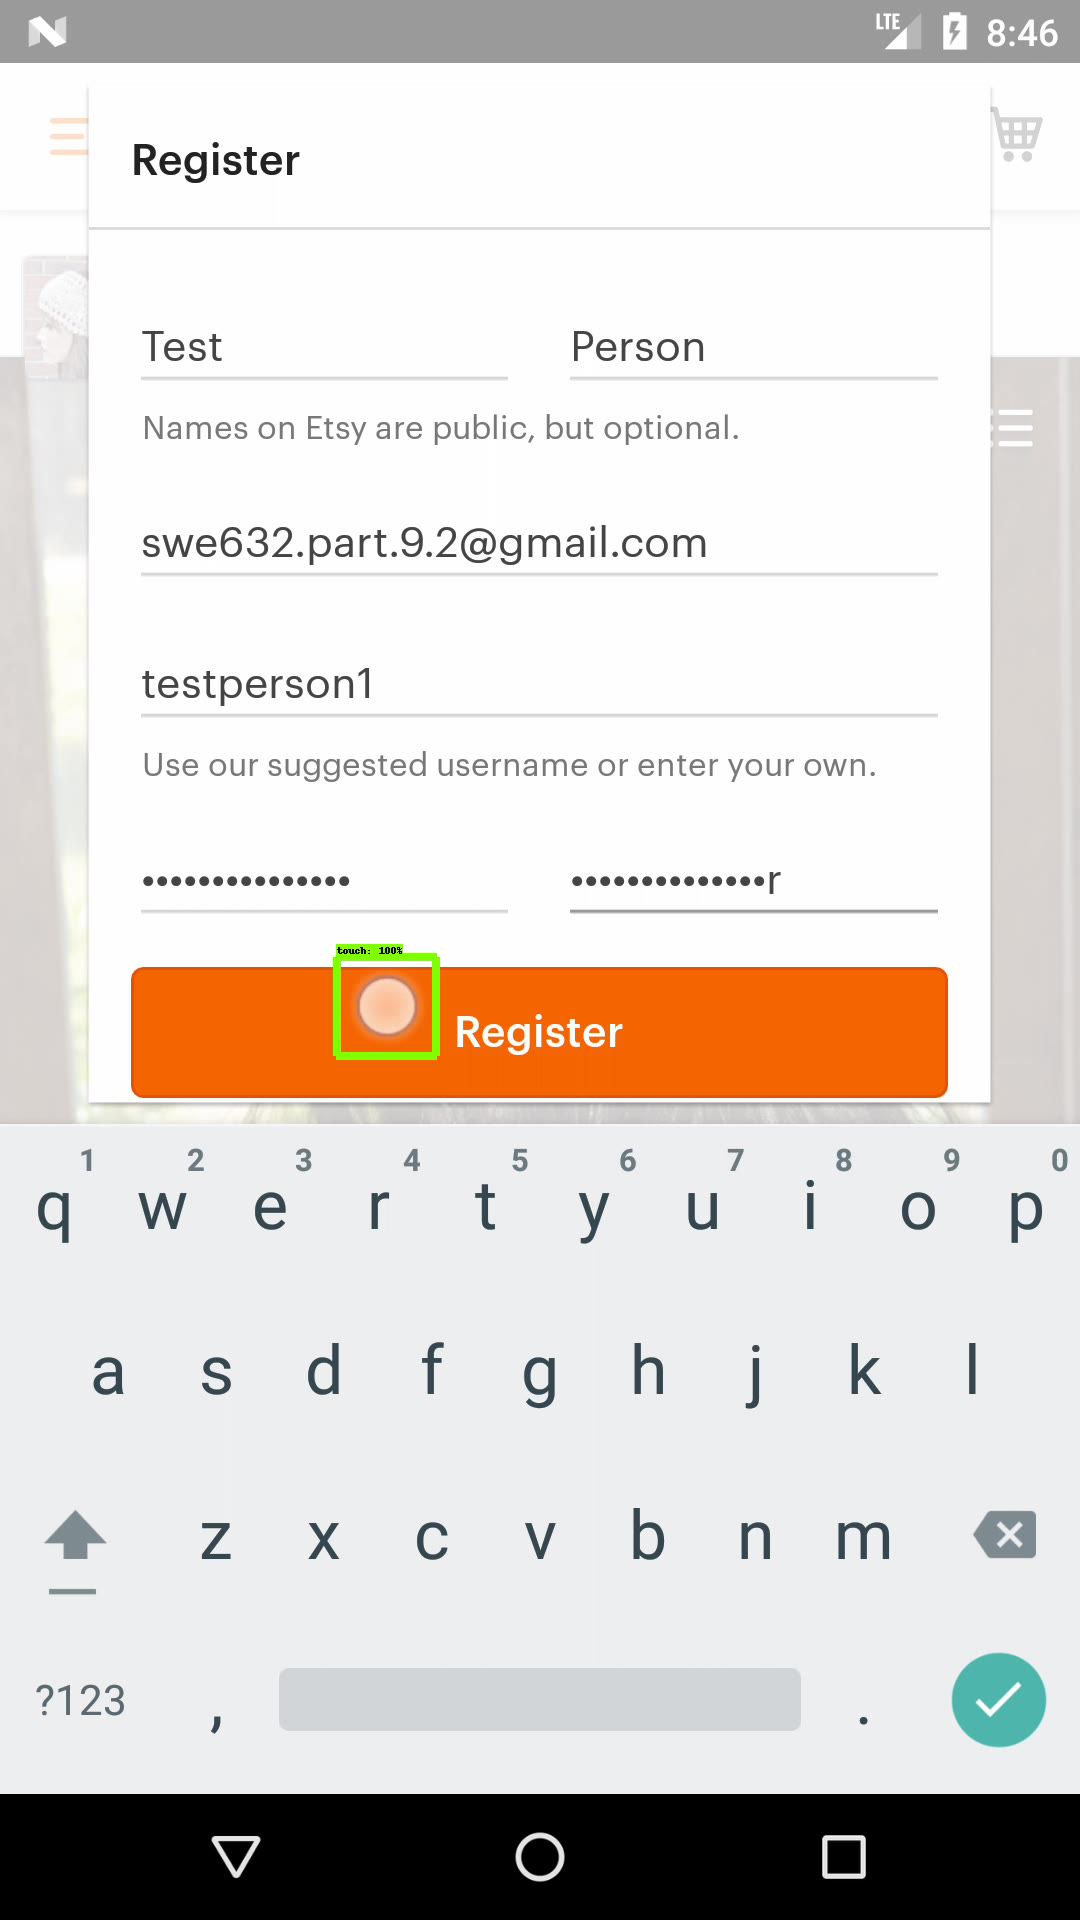 LTE 8:46
Register
Test Person
Names on Etsy are public, but optional.
swe632.part.9.2@gmail.com
testperson1
Use our suggested username or enter your own.
••••••••••••••• ••••••••••••••r
touch: 100%
Register
1 2 3 4 5 6 7 8 9 0
q w e r t y u i o p
a s d f g h j k l
z x c v b n m
?123 , .